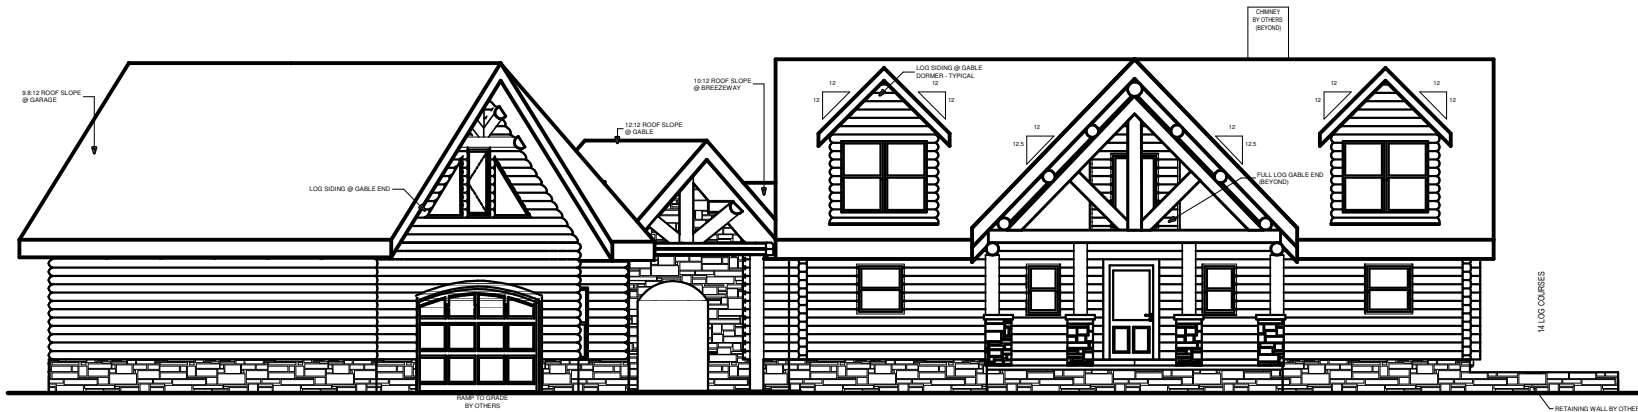 CHIMNEY
BY OTHERS
(BEYOND)
LOG SIDING @ GABLE
DORMER - TYPICAL
10:12 ROOF SLOPE
@ BREEZEWAY
9.8:12 ROOF SLOPE
@ GARAGE
12
12
12
12
12
12
12
12
12:12 ROOF SLOPE
@ GABLE
12
12.5
12
12.5
LOG SIDING @ GABLE END
FULL LOG GABLE END
(BEYOND)
14 LOG COURSES
RAMP TO GRADE
BY OTHERS
RETAINING WALL BY OTHER